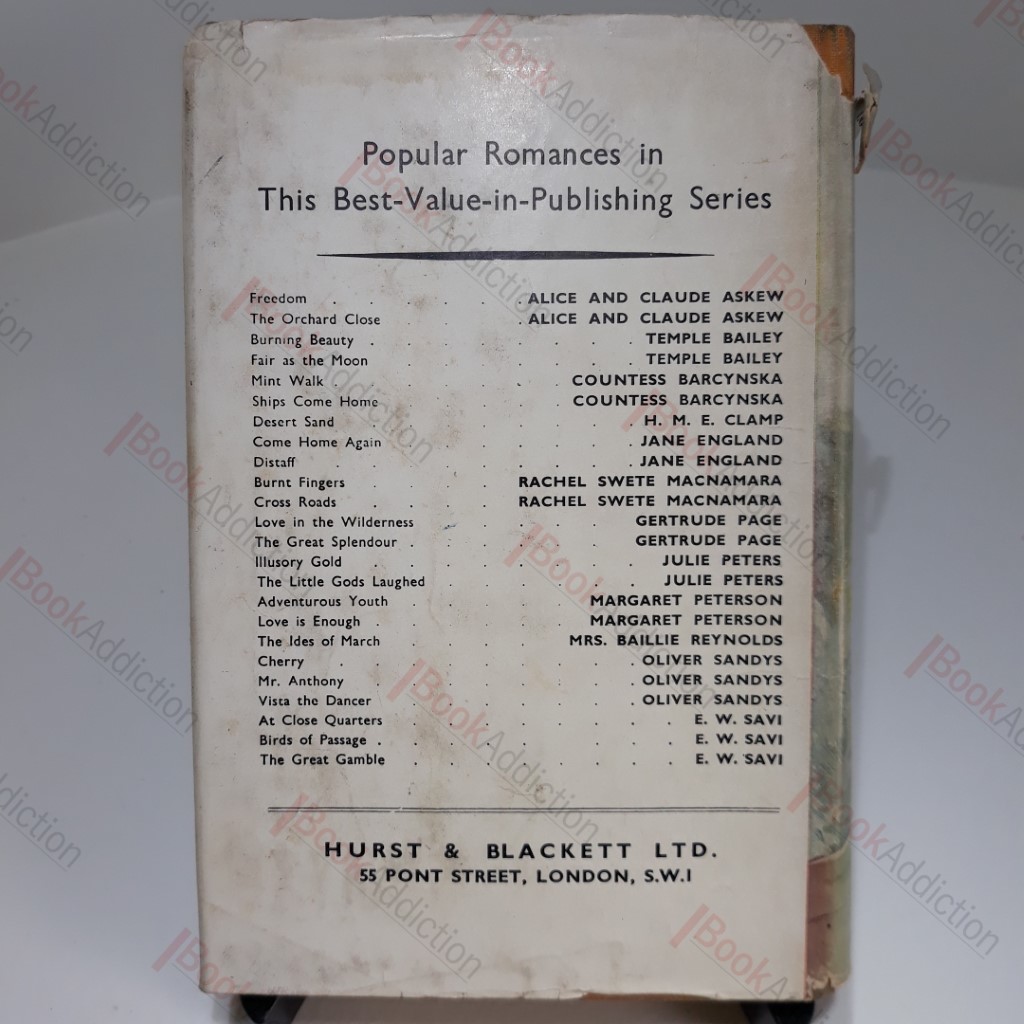 Popular Romances in
This Best-Value-in-Publishing Series
Freedom . . . . . . ALICE AND CLAUDE ASKEW
The Orchard Close . . . ALICE AND CLAUDE ASKEW
Burning Beauty . . . . . . . . TEMPLE BAILEY
Fair as the Moon . . . . . . . TEMPLE BAILEY
Mint Walk . . . . . . . COUNTESS BARCYNSKA
Ships Come Home . . . . . COUNTESS BARCYNSKA
Desert Sand . . . . . . . . H. M. E. CLAMP
Come Home Again . . . . . . . JANE ENGLAND
Distaff . . . . . . . . . JANE ENGLAND
Burnt Fingers . . . . RACHEL SWETE MACNAMARA
Cross Roads . . . . RACHEL SWETE MACNAMARA
Love in the Wilderness . . . . . GERTRUDE PAGE
The Great Splendour . . . . . . GERTRUDE PAGE
Illusory Gold . . . . . . . . JULIE PETERS
The Little Gods Laughed . . . . . . JULIE PETERS
Adventurous Youth . . . . . MARGARET PETERSON
Love is Enough . . . . . . MARGARET PETERSON
The Ides of March . . . . . MRS. BAILLIE REYNOLDS
Cherry . . . . . . . . . OLIVER SANDYS
Mr. Anthony . . . . . . . . OLIVER SANDYS
Vista the Dancer . . . . . . . OLIVER SANDYS
At Close Quarters . . . . . . . . E. W. SAVI
Birds of Passage . . . . . . . . . E. W. SAVI
The Great Gamble . . . . . . . . E. W. SAVI
HURST & BLACKETT LTD.
55 PONT STREET, LONDON, S.W.1
BookAddiction